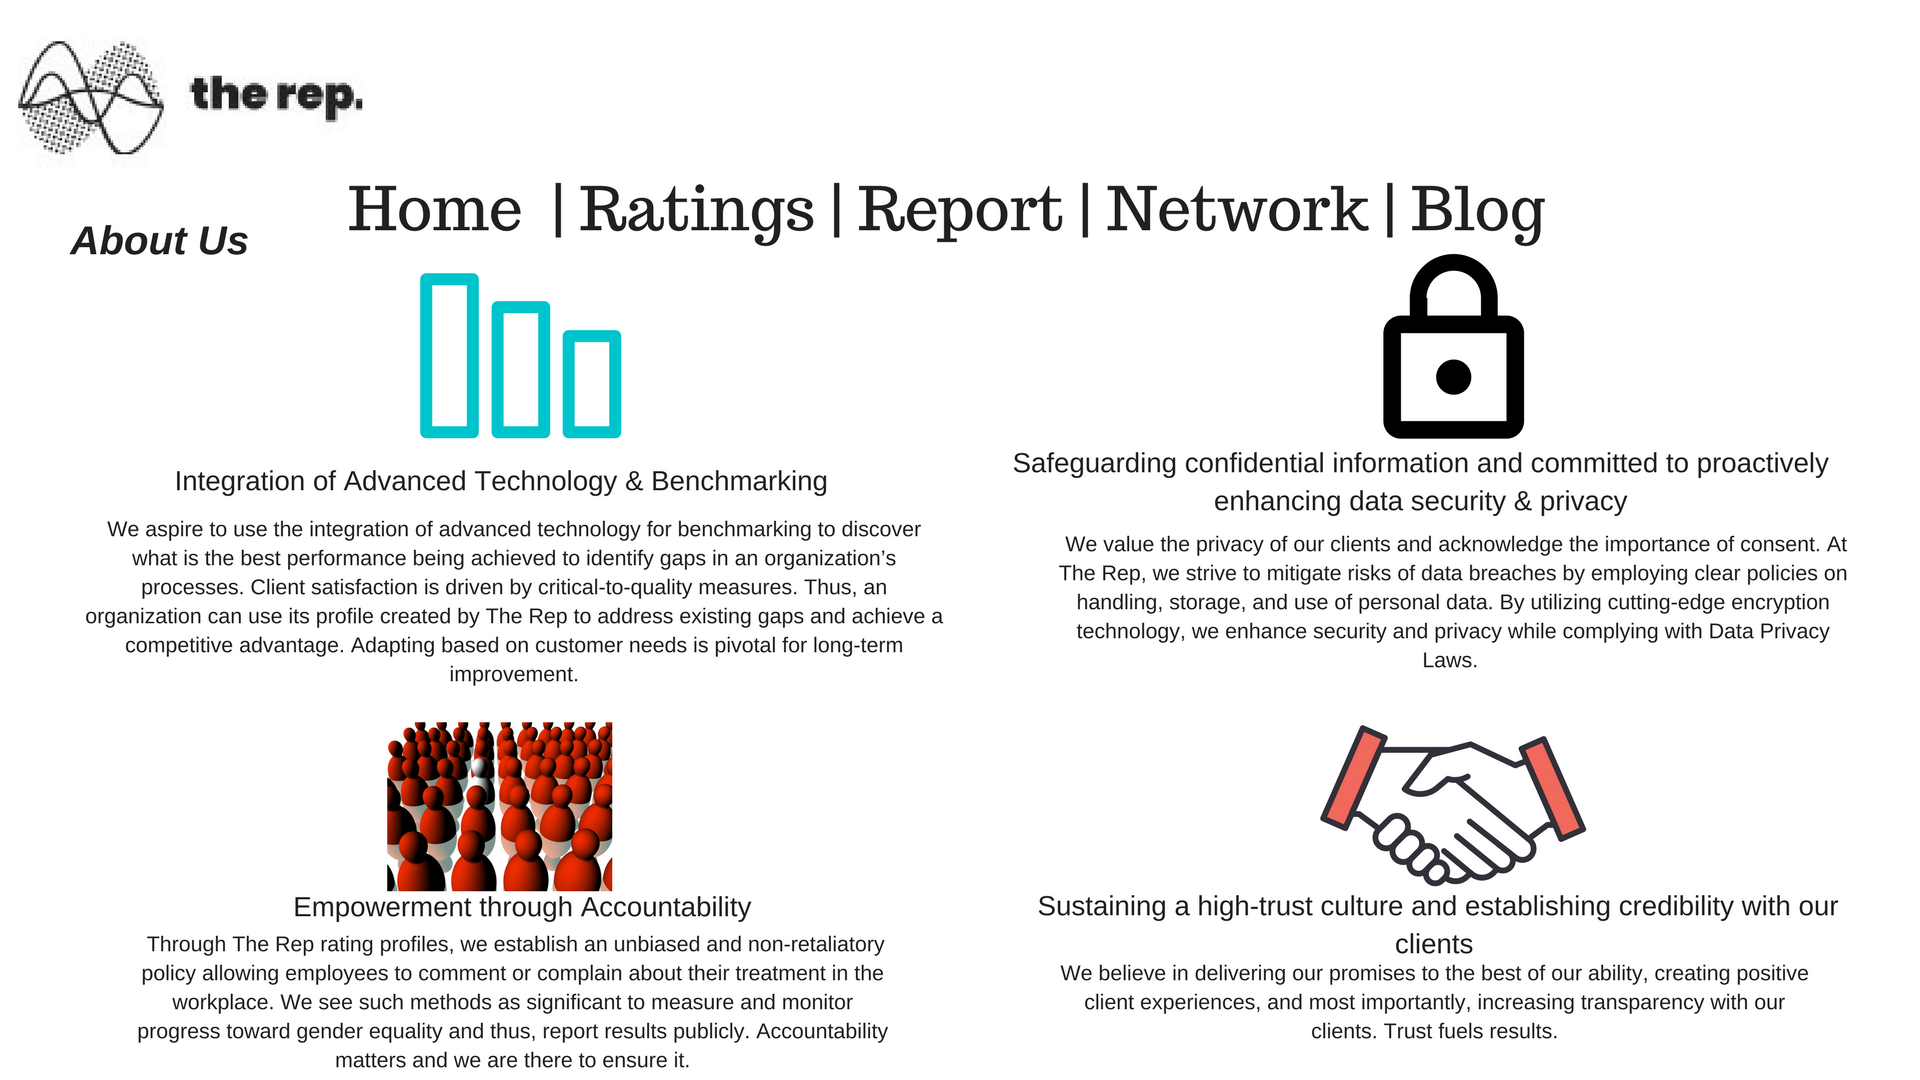 the rep.
Home | Ratings | Report | Network | Blog
About Us
Integration of Advanced Technology & Benchmarking
We aspire to use the integration of advanced technology for benchmarking to discover
what is the best performance being achieved to identify gaps in an organization’s
processes. Client satisfaction is driven by critical-to-quality measures. Thus, an
organization can use its profile created by The Rep to address existing gaps and achieve a
competitive advantage. Adapting based on customer needs is pivotal for long-term
improvement.
Safeguarding confidential information and committed to proactively
enhancing data security & privacy
We value the privacy of our clients and acknowledge the importance of consent. At
The Rep, we strive to mitigate risks of data breaches by employing clear policies on
handling, storage, and use of personal data. By utilizing cutting-edge encryption
technology, we enhance security and privacy while complying with Data Privacy
Laws.
Empowerment through Accountability
Through The Rep rating profiles, we establish an unbiased and non-retaliatory
policy allowing employees to comment or complain about their treatment in the
workplace. We see such methods as significant to measure and monitor
progress toward gender equality and thus, report results publicly. Accountability
matters and we are there to ensure it.
Sustaining a high-trust culture and establishing credibility with our
clients
We believe in delivering our promises to the best of our ability, creating positive
client experiences, and most importantly, increasing transparency with our
clients. Trust fuels results.